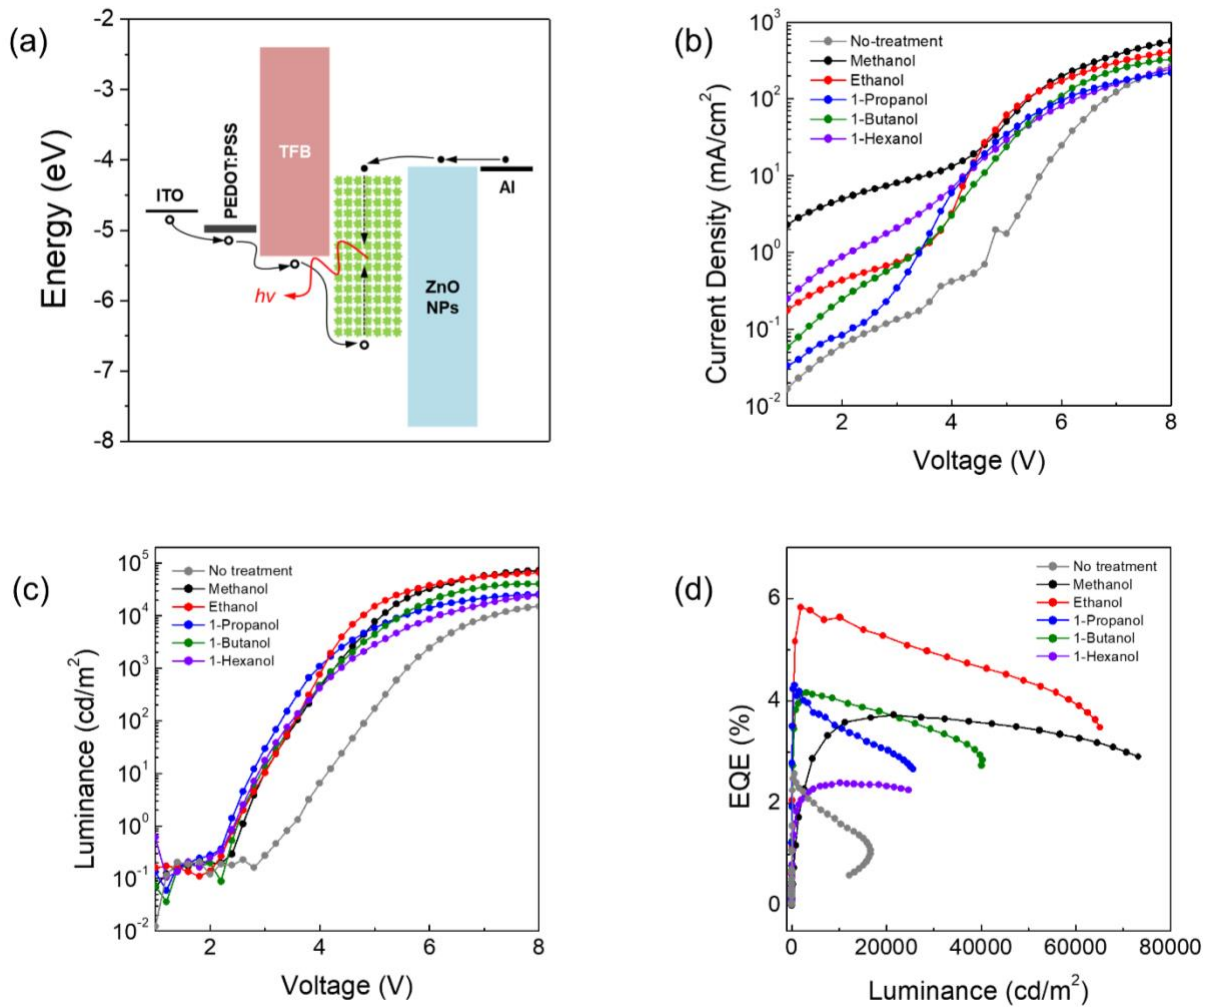 (a)
Energy (eV)
-2
-3
-4
-5
-6
-7
-8
ITO
PEDOT:PSS
TFB
hv
ZnO
NPs
Al
(b)
Current Density (mA/cm²)
10³
10²
10¹
10⁰
10⁻¹
10⁻²
No-treatment
Methanol
Ethanol
1-Propanol
1-Butanol
1-Hexanol
2 4 6 8
Voltage (V)
(c)
Luminance (cd/m²)
10⁵
10⁴
10³
10²
10¹
10⁰
10⁻¹
10⁻²
No treatment
Methanol
Ethanol
1-Propanol
1-Butanol
1-Hexanol
2 4 6 8
Voltage (V)
(d)
EQE (%)
6
4
2
0
No treatment
Methanol
Ethanol
1-Propanol
1-Butanol
1-Hexanol
0 20000 40000 60000 80000
Luminance (cd/m²)